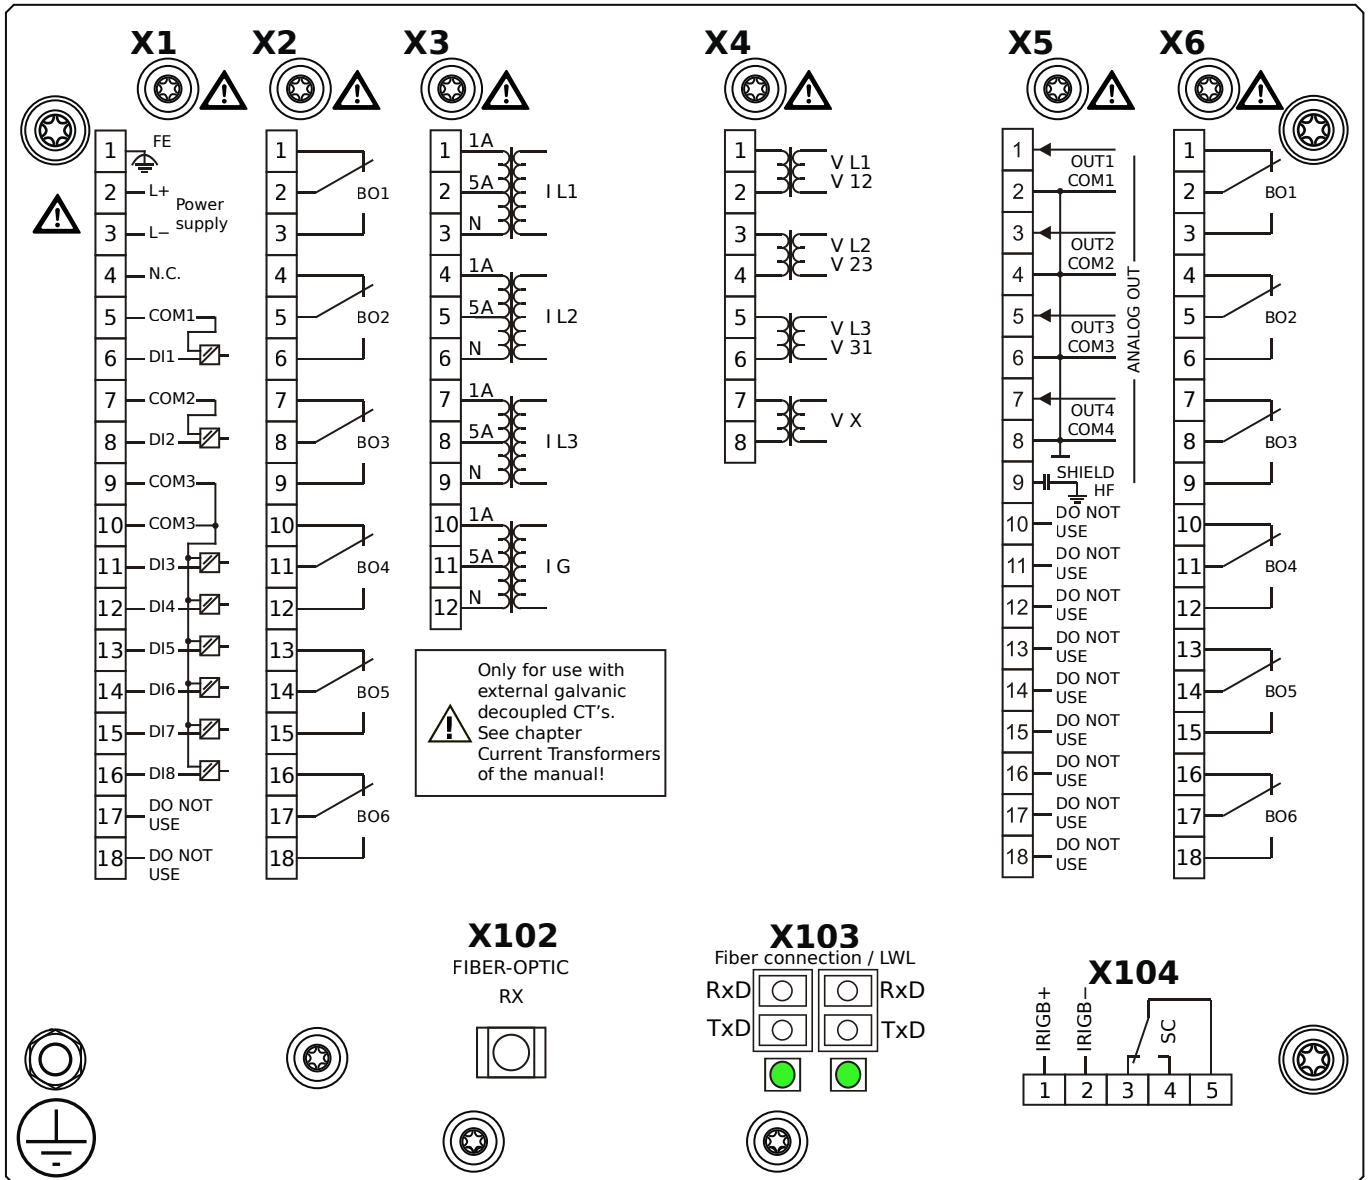 X1
X2
X3
X4
X5
X6
1 FE
2 L+
Power
supply
3 L−
4 N.C.
5 COM1
6 DI1
7 COM2
8 DI2
9 COM3
10 COM3
11 DI3
12 DI4
13 DI5
14 DI6
15 DI7
16 DI8
17 DO NOT
USE
18 DO NOT
USE
1
2 BO1
3
4
5 BO2
6
7
8 BO3
9
10
11 BO4
12
13
14 BO5
15
16
17 BO6
18
1 1A
2 5A I L1
3 N
4 1A
5 5A I L2
6 N
7 1A
8 5A I L3
9 N
10 1A
11 5A I G
12 N
Only for use with
external galvanic
decoupled CT's.
See chapter
Current Transformers
of the manual!
1 V L1
2 V 12
3 V L2
4 V 23
5 V L3
6 V 31
7 V X
8
1 OUT1
2 COM1
3 OUT2
4 COM2
5 OUT3
6 COM3
7 OUT4
8 COM4
ANALOG OUT
9 SHIELD
HF
10 DO NOT
USE
11 DO NOT
USE
12 DO NOT
USE
13 DO NOT
USE
14 DO NOT
USE
15 DO NOT
USE
16 DO NOT
USE
17 DO NOT
USE
18 DO NOT
USE
1
2 BO1
3
4
5 BO2
6
7
8 BO3
9
10
11 BO4
12
13
14 BO5
15
16
17 BO6
18
X102
FIBER-OPTIC
RX
X103
Fiber connection / LWL
RxD RxD
TxD TxD
X104
IRIGB+
IRIGB−
SC
1 2 3 4 5